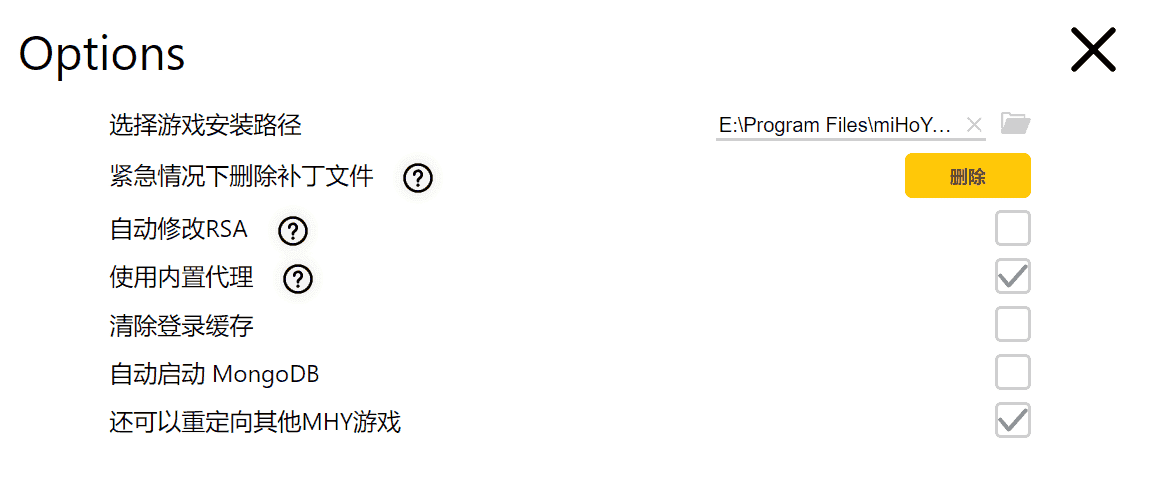 Options
选择游戏安装路径 E:\Program Files\miHoY...
紧急情况下删除补丁文件 ? 删除
自动修改RSA ?
使用内置代理 ?
清除登录缓存
自动启动 MongoDB
还可以重定向其他MHY游戏